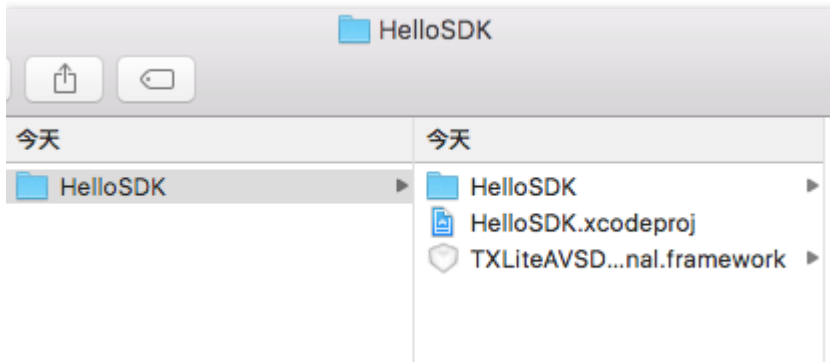 HelloSDK
今天
HelloSDK
今天
HelloSDK
HelloSDK.xcodeproj
TXLiteAVSD...nal.framework